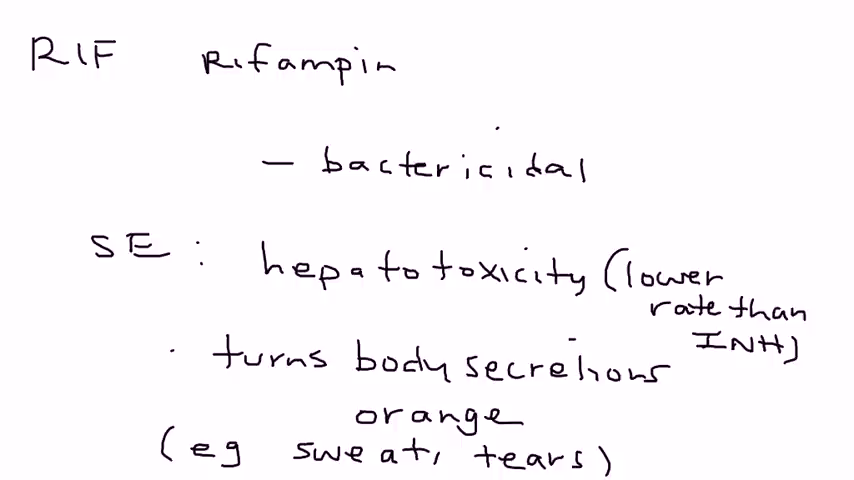 RIF Rifampin
- bactericidal
SE: hepatotoxicity (lower
rate than
INH)
· turns body secretions
orange
(eg sweat, tears)